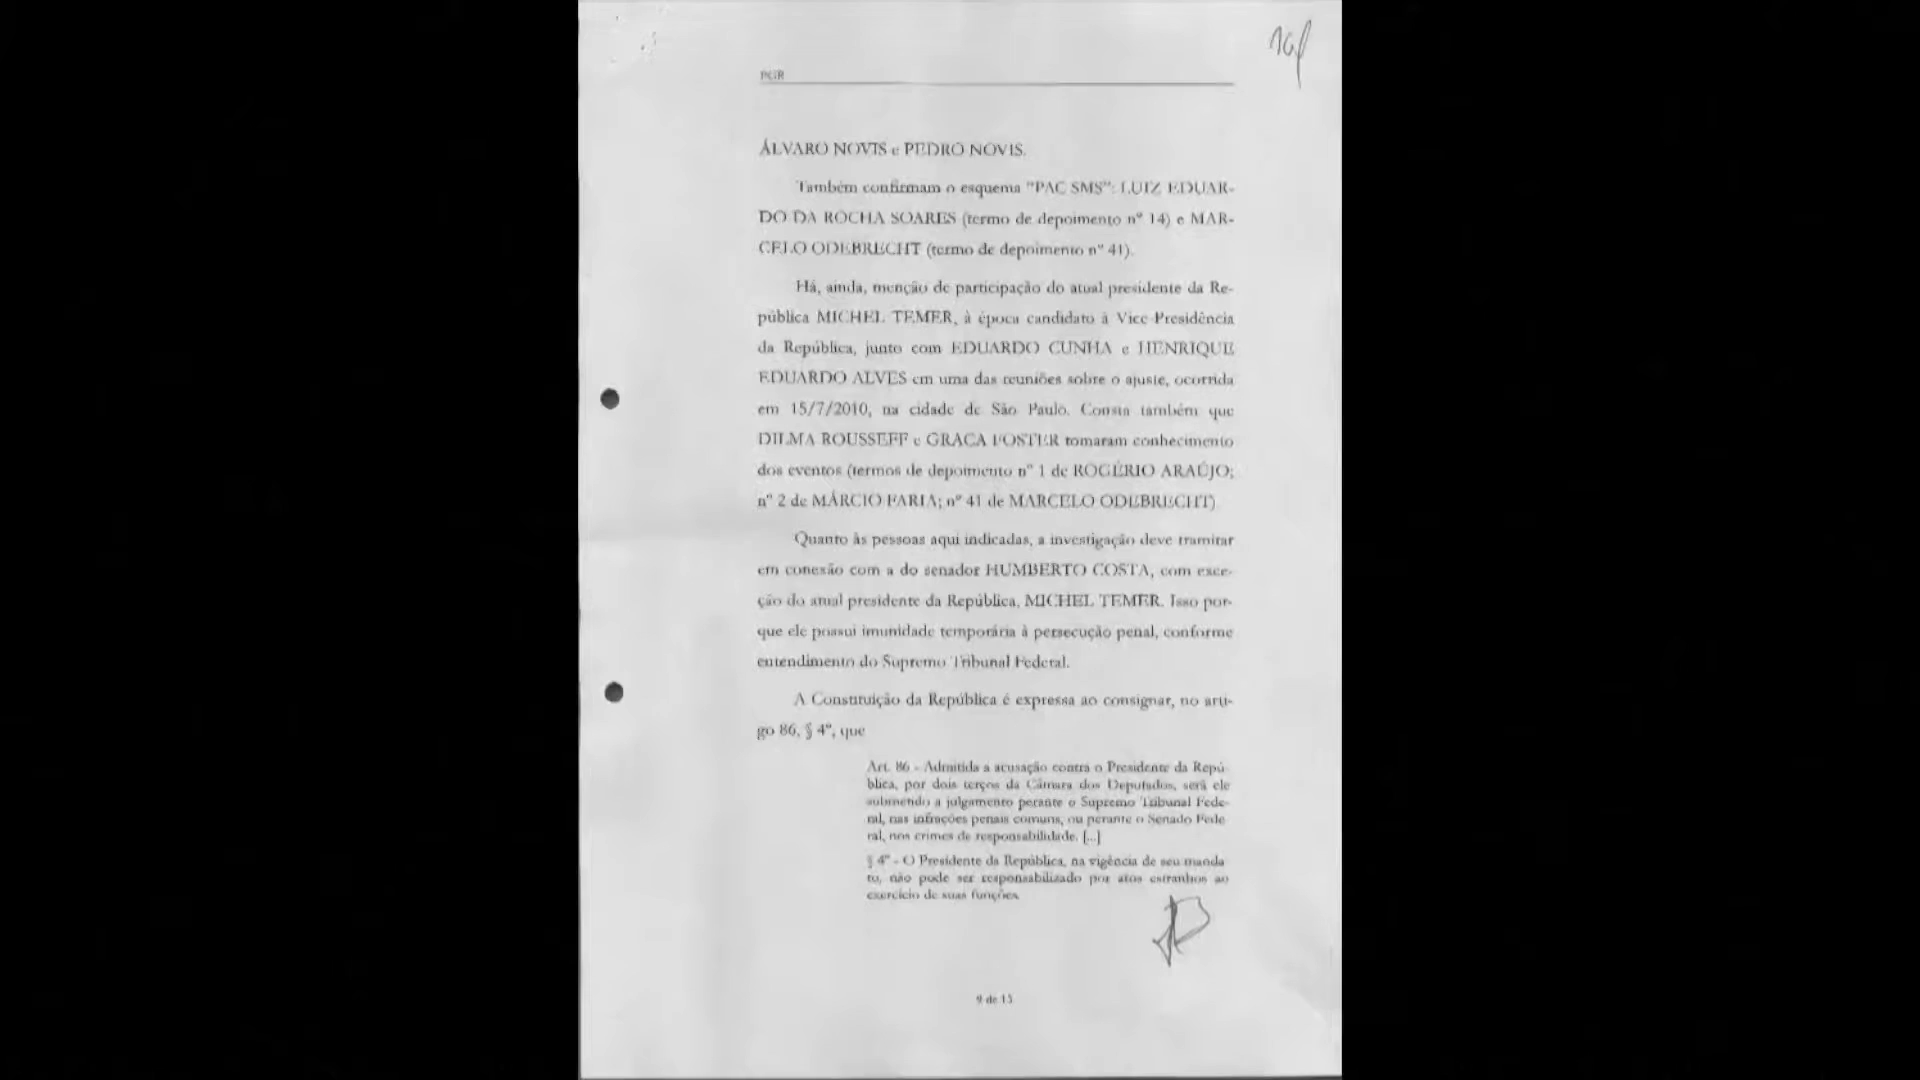 PGR
ÁLVARO NOVIS e PEDRO NOVIS.
Também confirmam o esquema "PAC SMS": LUIZ EDUAR-
DO DA ROCHA SOARES (termo de depoimento nº 14) e MAR-
CELO ODEBRECHT (termo de depoimento nº 41).
Há, ainda, menção de participação do atual presidente da Re-
pública MICHEL TEMER, à época candidato à Vice-Presidência
da República, junto com EDUARDO CUNHA e HENRIQUE
EDUARDO ALVES em uma das reuniões sobre o ajuste, ocorrida
em 15/7/2010, na cidade de São Paulo. Consta também que
DILMA ROUSSEFF e GRACA FOSTER tomaram conhecimento
dos eventos (termos de depoimento nº 1 de ROGÉRIO ARAÚJO;
nº 2 de MÁRCIO FARIA; nº 41 de MARCELO ODEBRECHT)
Quanto às pessoas aqui indicadas, a investigação deve tramitar
em conexão com a do senador HUMBERTO COSTA, com exce-
ção do atual presidente da República, MICHEL TEMER. Isso por-
que ele possui imunidade temporária à persecução penal, conforme
entendimento do Supremo Tribunal Federal.
A Constituição da República é expressa ao consignar, no arti-
go 86, § 4º, que
Art. 86 - Admitida a acusação contra o Presidente da Repú-
blica, por dois terços da Câmara dos Deputados, será ele
submetido a julgamento perante o Supremo Tribunal Fede-
ral, nas infrações penais comuns, ou perante o Senado Fede-
ral, nos crimes de responsabilidade. [...]
§ 4º - O Presidente da República, na vigência de seu manda-
to, não pode ser responsabilizado por atos estranhos ao
exercício de suas funções.
9 de 13